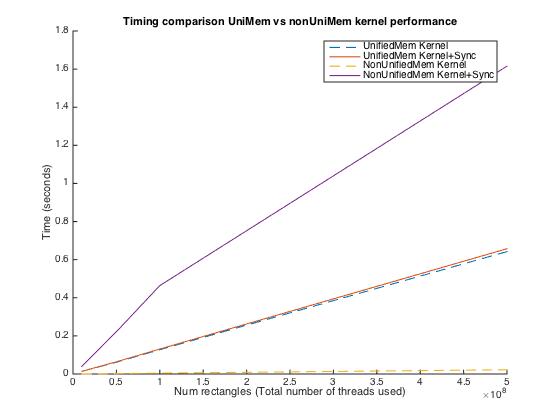 Timing comparison UniMem vs nonUniMem kernel performance
1.8
UnifiedMem Kernel
UnifiedMem Kernel+Sync
NonUnifiedMem Kernel
NonUnifiedMem Kernel+Sync
1.6
1.4
1.2
1
0.8
0.6
0.4
0.2
0
Time (seconds)
0 0.5 1 1.5 2 2.5 3 3.5 4 4.5 5
Num rectangles (Total number of threads used)
×10⁸